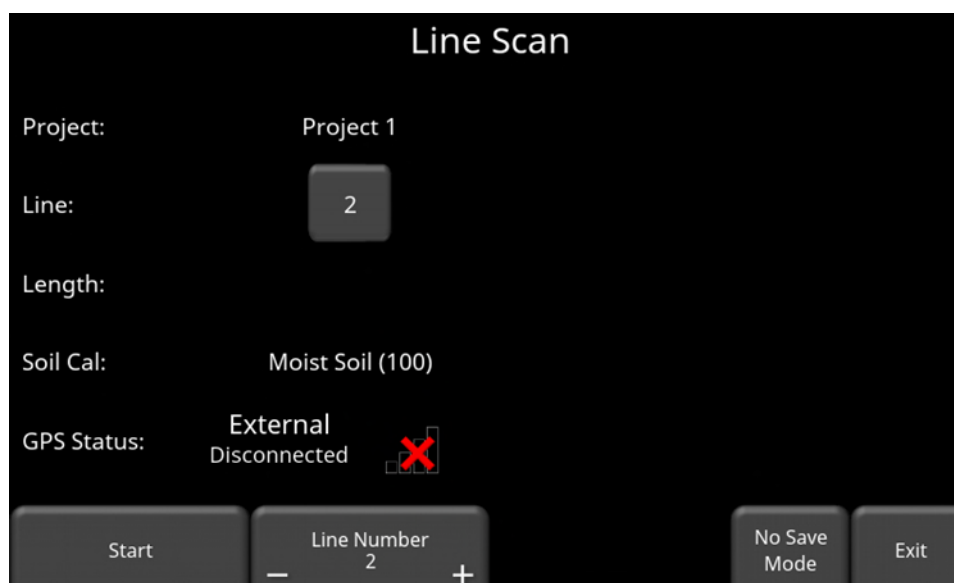 Line Scan
Project: Project 1
Line: 2
Length:
Soil Cal: Moist Soil (100)
GPS Status: External
Disconnected
Start
Line Number
2
− +
No Save
Mode
Exit